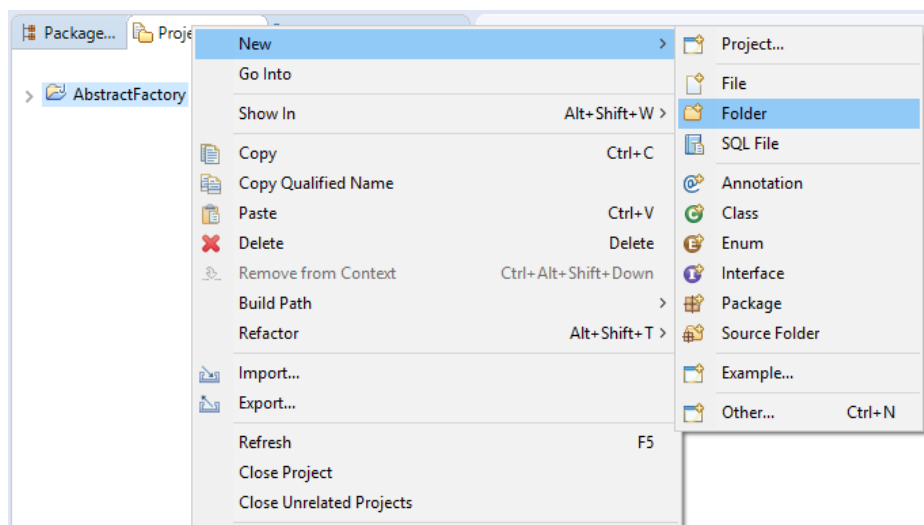 Package...
Proje
AbstractFactory
New
Go Into
Show In Alt+Shift+W
Copy Ctrl+C
Copy Qualified Name
Paste Ctrl+V
Delete Delete
Remove from Context Ctrl+Alt+Shift+Down
Build Path
Refactor Alt+Shift+T
Import...
Export...
Refresh F5
Close Project
Close Unrelated Projects
Project...
File
Folder
SQL File
Annotation
Class
Enum
Interface
Package
Source Folder
Example...
Other... Ctrl+N